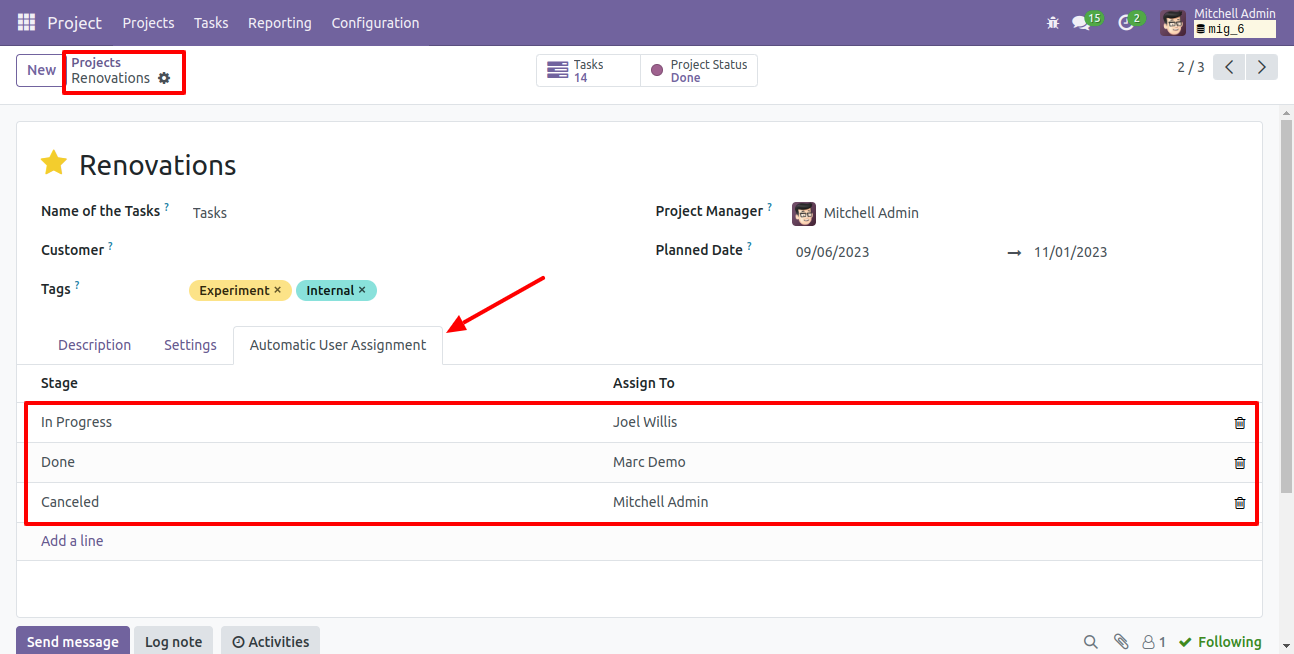 Project Projects Tasks Reporting Configuration 15 2 Mitchell Admin
mig_6
New Projects
Renovations
Tasks
14
Project Status
Done
2 / 3
Renovations
Name of the Tasks ? Tasks Project Manager ? Mitchell Admin
Customer ? Planned Date ? 09/06/2023 → 11/01/2023
Tags ? Experiment × Internal ×
Description Settings Automatic User Assignment
Stage Assign To
In Progress Joel Willis
Done Marc Demo
Canceled Mitchell Admin
Add a line
Send message Log note Activities 1 Following